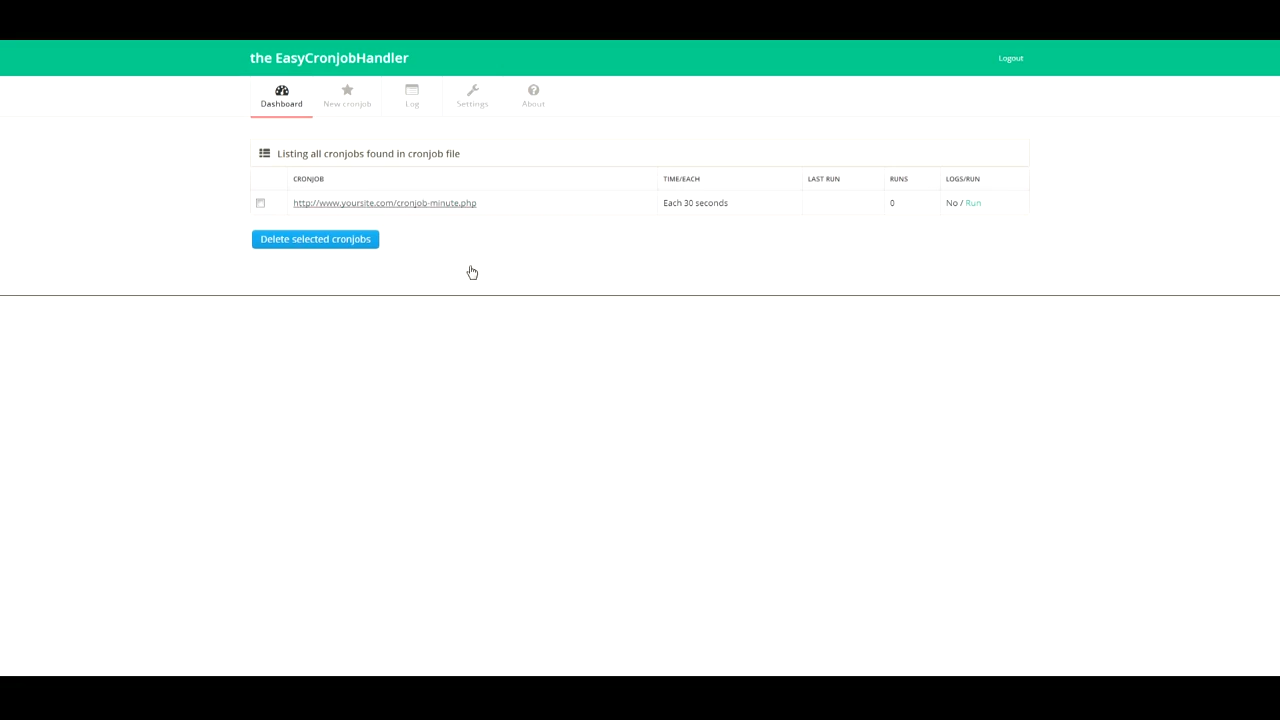 the EasyCronjobHandler
Logout
Dashboard
New cronjob
Log
Settings
About
Listing all cronjobs found in cronjob file
CRONJOB TIME/EACH LAST RUN RUNS LOGS/RUN
http://www.yoursite.com/cronjob-minute.php Each 30 seconds 0 No / Run
Delete selected cronjobs